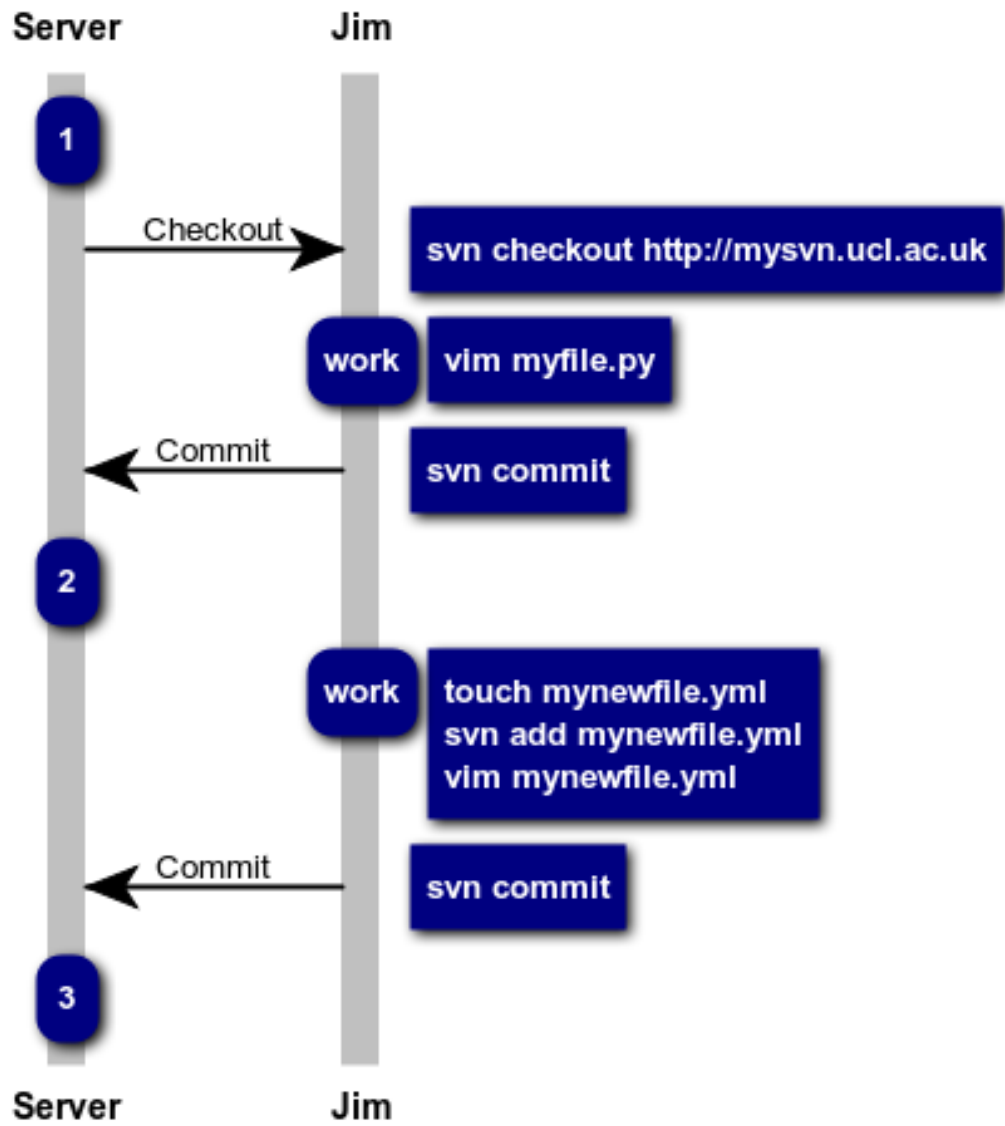 Server Jim
1
Checkout
svn checkout http://mysvn.ucl.ac.uk
work
vim myfile.py
Commit
svn commit
2
work
touch mynewfile.yml
svn add mynewfile.yml
vim mynewfile.yml
Commit
svn commit
3
Server Jim